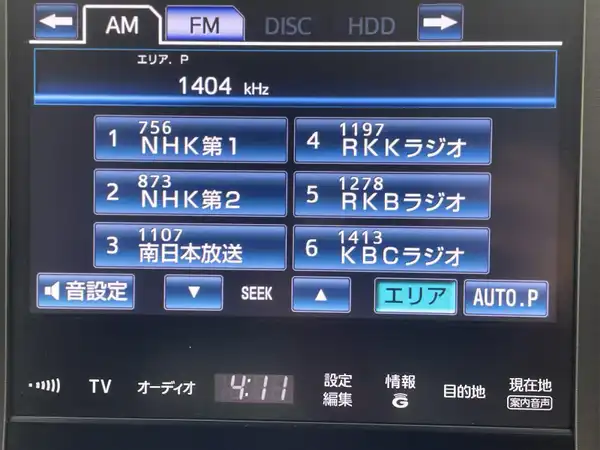 AM FM DISC HDD
エリア. P
1404 kHz
1 756 NHK第1
4 1197 RKKラジオ
2 873 NHK第2
5 1278 RKBラジオ
3 1107 南日本放送
6 1413 KBCラジオ
音設定 ▼ SEEK ▲ エリア AUTO.P
TV オーディオ 4:11 設定編集 情報G 目的地 現在地
案内音声